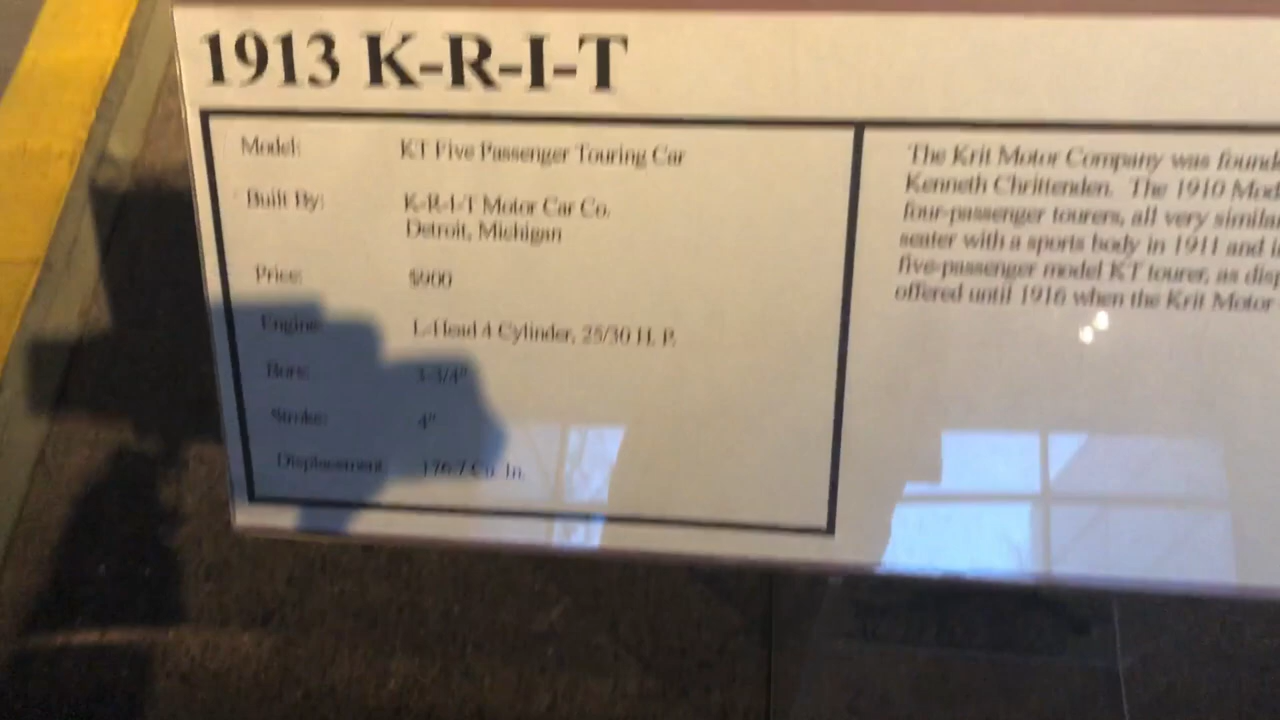 1913 K-R-I-T
Model: KT Five Passenger Touring Car
Built By: K-R-I-T Motor Car Co.
Detroit, Michigan
Price: $900
Engine: L-Head 4 Cylinder, 25/30 H. P.
Bore: 3-3/4"
Stroke: 4"
Displacement: 176.7 Cu. In.
The Krit Motor Company was
Kenneth Chrittenden. The 1910
four-passenger tourers, all very
seater with a sports body in 1911 and
five-passenger model KT tourer, as
offered until 1916 when the Krit Motor